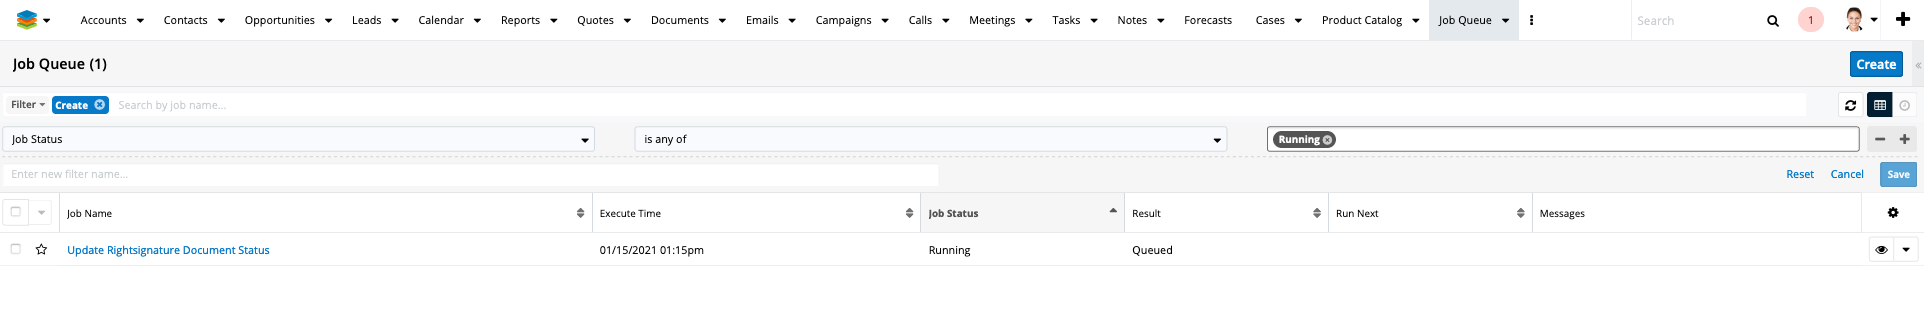 Accounts Contacts Opportunities Leads Calendar Reports Quotes Documents Emails Campaigns Calls Meetings Tasks Notes Forecasts Cases Product Catalog Job Queue Search 1
Job Queue (1) Create
Filter Create Search by job name...
Job Status is any of Running
Enter new filter name... Reset Cancel Save
Job Name Execute Time Job Status Result Run Next Messages
Update Rightsignature Document Status 01/15/2021 01:15pm Running Queued